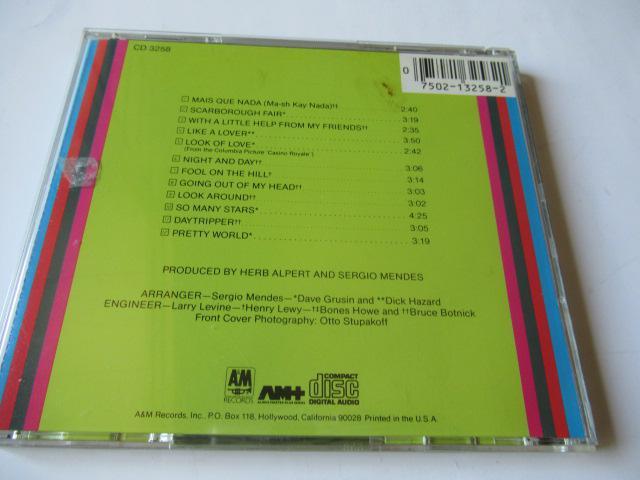 CD 3258
0
7502-13258-2
MAIS QUE NADA (Ma-sh Kay Nada)†† 2:40
SCARBOROUGH FAIR* 3:19
WITH A LITTLE HELP FROM MY FRIENDS†† 2:35
LIKE A LOVER** 3:50
LOOK OF LOVE* 2:42
(From the Columbia Picture "Casino Royale")
NIGHT AND DAY†† 3:06
FOOL ON THE HILL† 3:14
GOING OUT OF MY HEAD†† 3:03
LOOK AROUND†† 3:02
SO MANY STARS* 4:25
DAYTRIPPER†† 3:05
PRETTY WORLD* 3:19
PRODUCED BY HERB ALPERT AND SERGIO MENDES
ARRANGER—Sergio Mendes—*Dave Grusin and **Dick Hazard
ENGINEER—Larry Levine—†Henry Lewy—‡‡Bones Howe and ††Bruce Botnick
Front Cover Photography: Otto Stupakoff
A&M RECORDS
AM+
COMPACT disc DIGITAL AUDIO
A&M Records, Inc., P.O. Box 118, Hollywood, California 90028 Printed in the U.S.A.